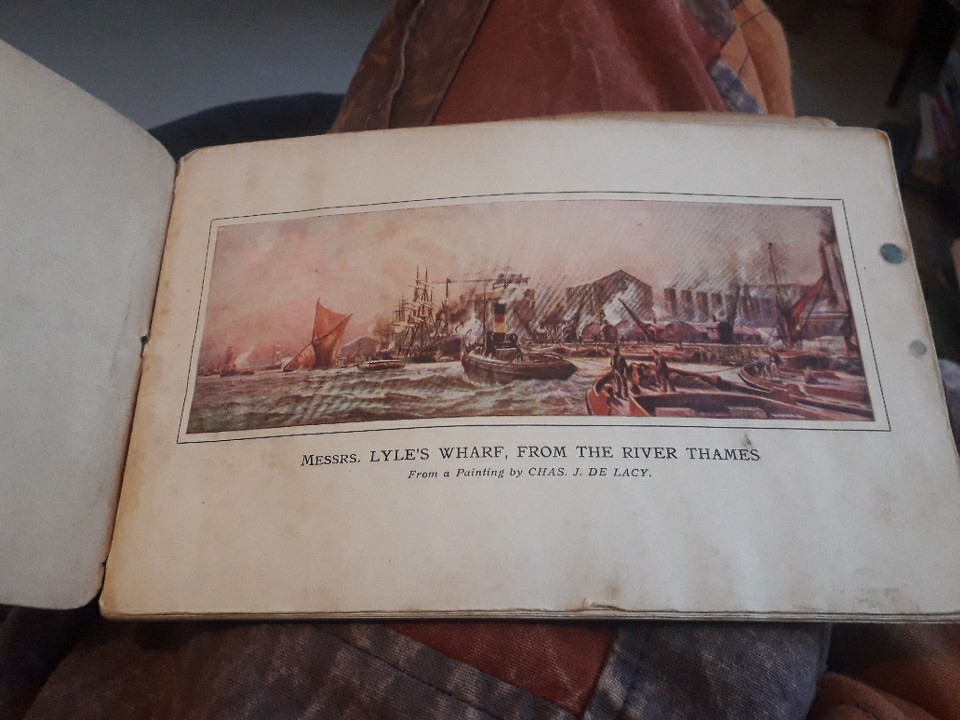 MESSRS. LYLE'S WHARF, FROM THE RIVER THAMES
From a Painting by CHAS. J. DE LACY.